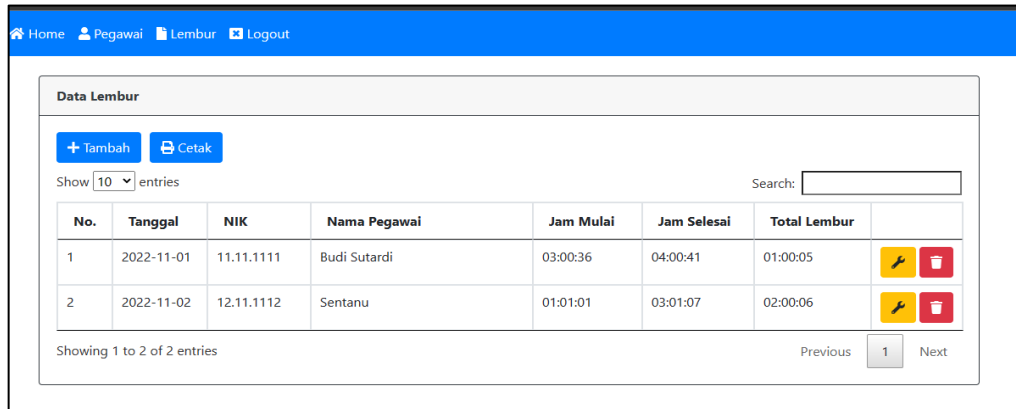 Home Pegawai Lembur Logout
Data Lembur
Tambah Cetak
Show 10 entries Search:
No. Tanggal NIK Nama Pegawai Jam Mulai Jam Selesai Total Lembur
1 2022-11-01 11.11.1111 Budi Sutardi 03:00:36 04:00:41 01:00:05
2 2022-11-02 12.11.1112 Sentanu 01:01:01 03:01:07 02:00:06
Showing 1 to 2 of 2 entries Previous 1 Next